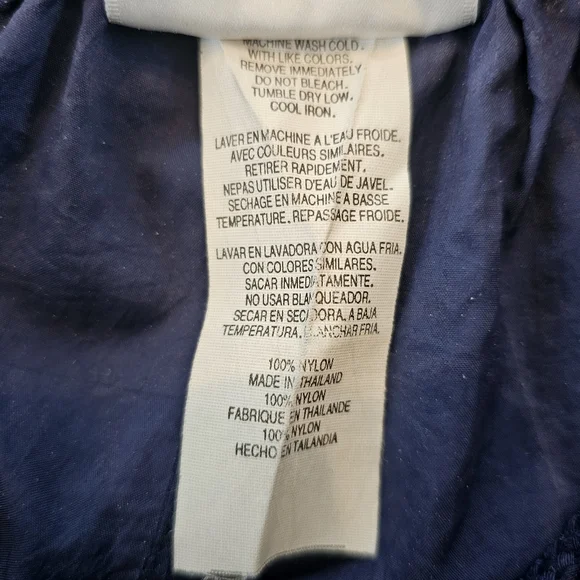 MACHINE WASH COLD.
WITH LIKE COLORS.
REMOVE IMMEDIATELY
DO NOT BLEACH.
TUMBLE DRY LOW.
COOL IRON.
LAVER EN MACHINE A L'EAU FROIDE.
AVEC COULEURS SIMILAIRES.
RETIRER RAPIDEMENT.
NEPAS UTILISER D'EAU DE JAVEL.
SECHAGE EN MACHINE A BASSE
TEMPERATURE. REPASSAGE FROIDE.
LAVAR EN LAVADORA CON AGUA FRIA.
CON COLORES SIMILARES.
SACAR INMEDIATAMENTE.
NO USAR BLANQUEADOR.
SECAR EN SECADORA. A BAJA
TEMPERATURA. PLANCHAR FRIA.
100% NYLON
MADE IN THAILAND
100% NYLON
FABRIQUE EN THAILANDE
100% NYLON
HECHO EN TAILANDIA